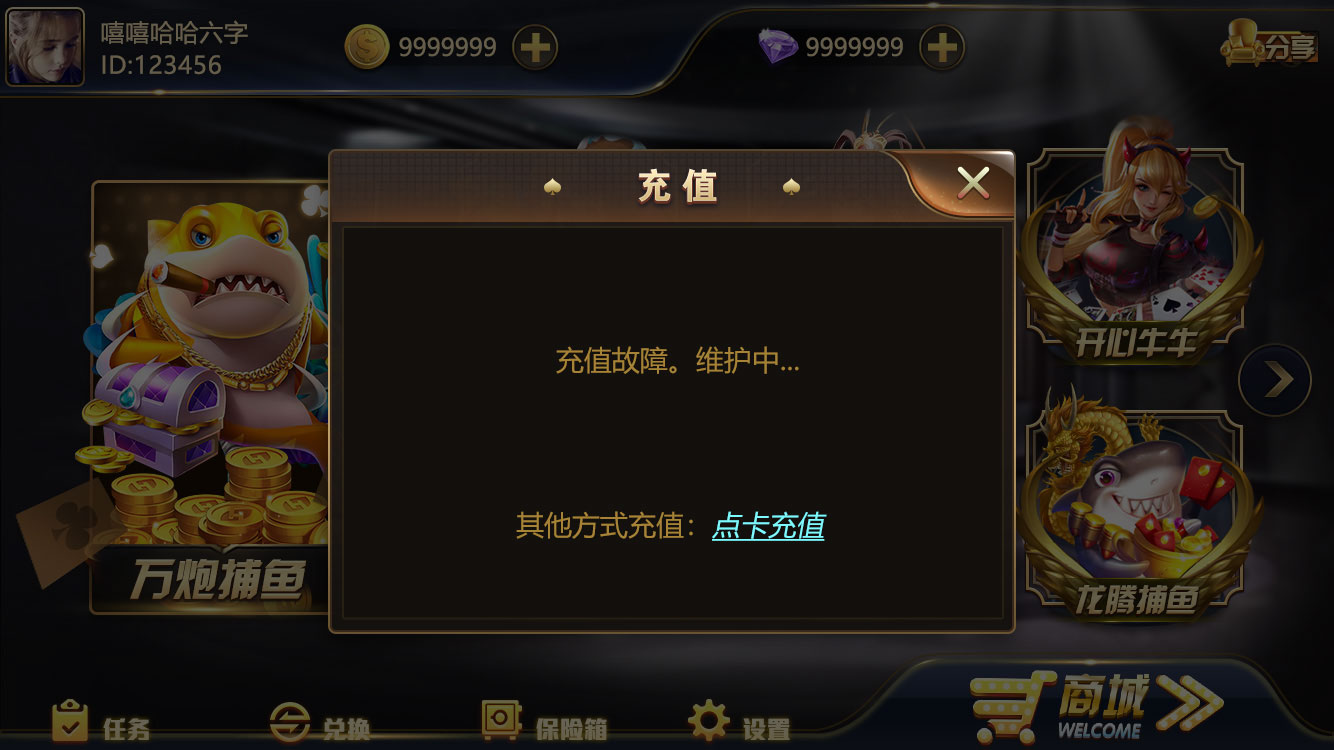 嘻嘻哈哈六字
ID:123456
9999999
9999999
分享
充值
充值故障。维护中...
其他方式充值：点卡充值
万炮捕鱼
开心牛牛
龙腾捕鱼
任务
兑换
保险箱
设置
商城
WELCOME